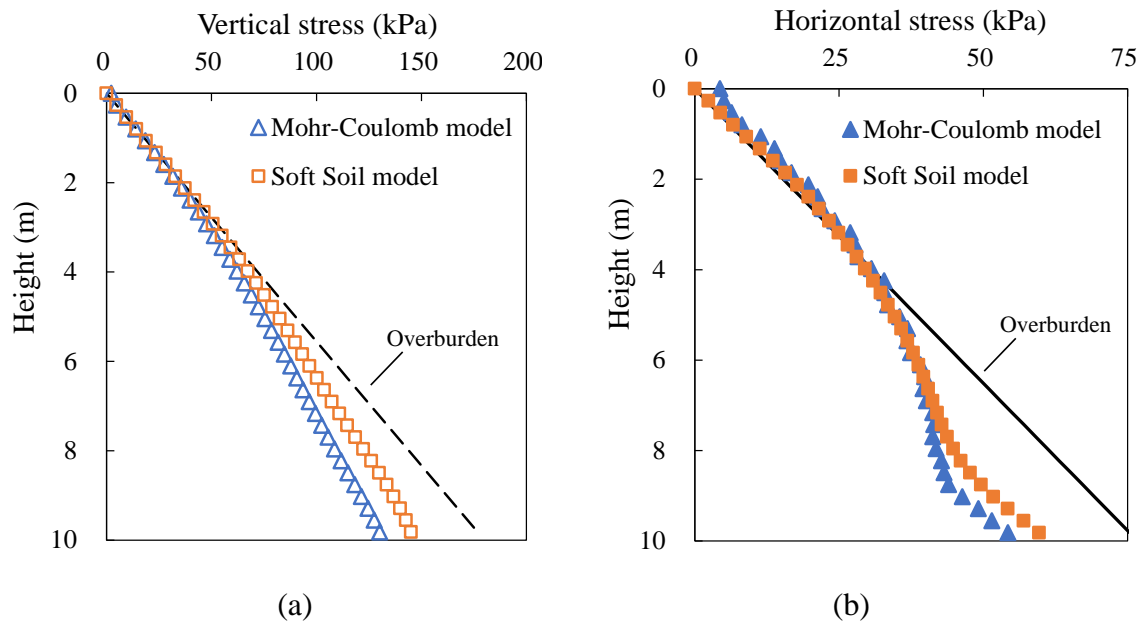 Vertical stress (kPa)
0 50 100 150 200
0
2
4
6
8
10
Height (m)
Mohr-Coulomb model
Soft Soil model
Overburden
(a)
Horizontal stress (kPa)
0 25 50 75
0
2
4
6
8
10
Height (m)
Mohr-Coulomb model
Soft Soil model
Overburden
(b)